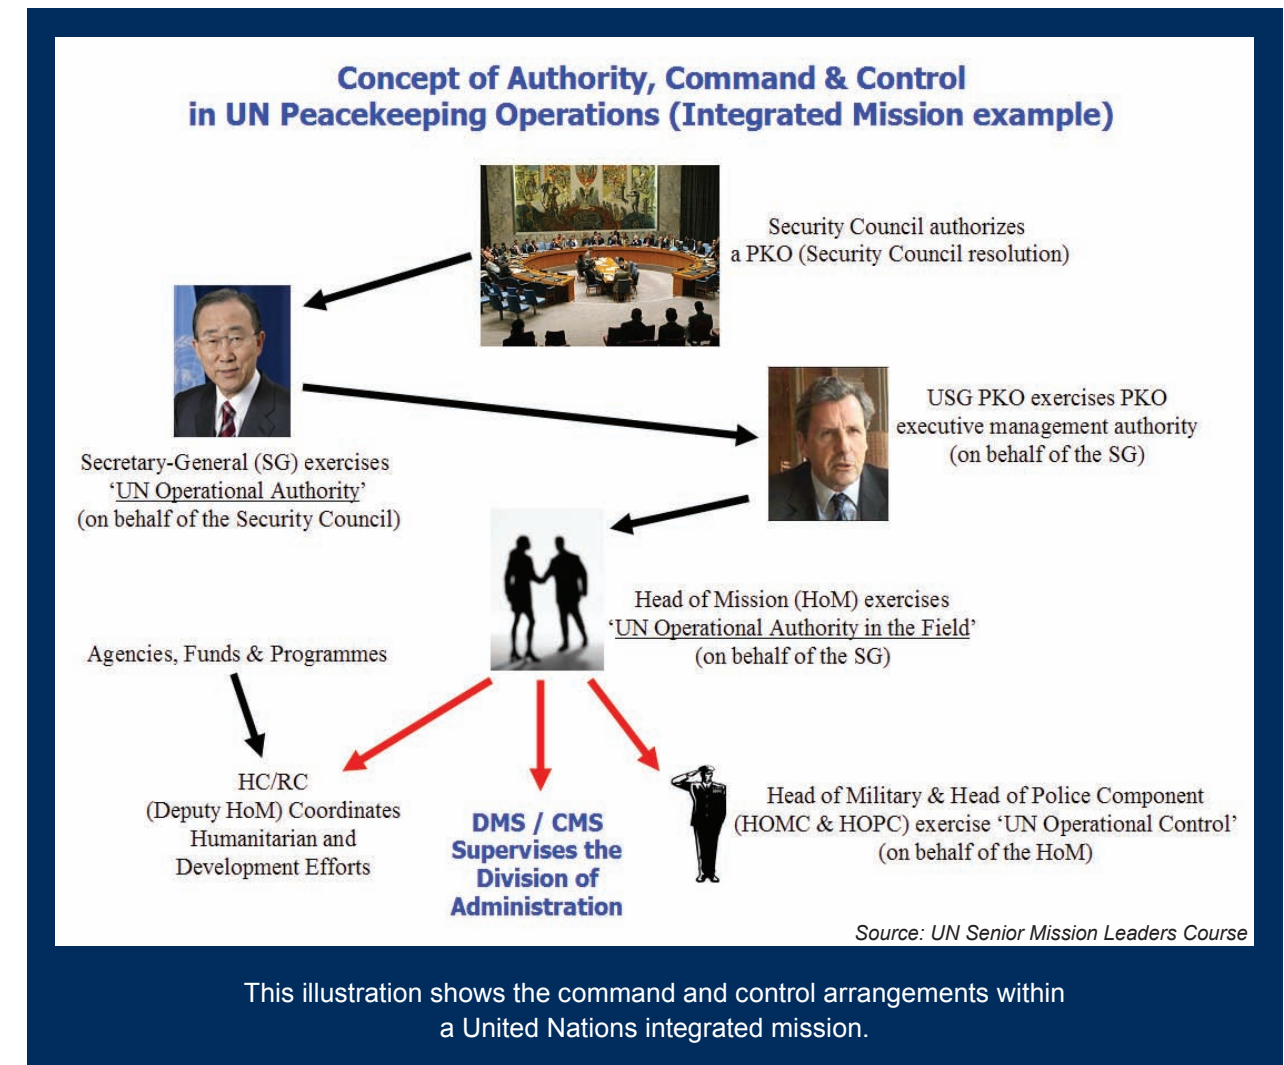 Concept of Authority, Command & Control
in UN Peacekeeping Operations (Integrated Mission example)
Security Council authorizes
a PKO (Security Council resolution)
USG PKO exercises PKO
executive management authority
(on behalf of the SG)
Secretary-General (SG) exercises
‘UN Operational Authority’
(on behalf of the Security Council)
Head of Mission (HoM) exercises
‘UN Operational Authority in the Field’
(on behalf of the SG)
Agencies, Funds & Programmes
HC/RC
(Deputy HoM) Coordinates
Humanitarian and
Development Efforts
DMS / CMS
Supervises the
Division of
Administration
Head of Military & Head of Police Component
(HOMC & HOPC) exercise ‘UN Operational Control’
(on behalf of the HoM)
Source: UN Senior Mission Leaders Course
This illustration shows the command and control arrangements within
a United Nations integrated mission.